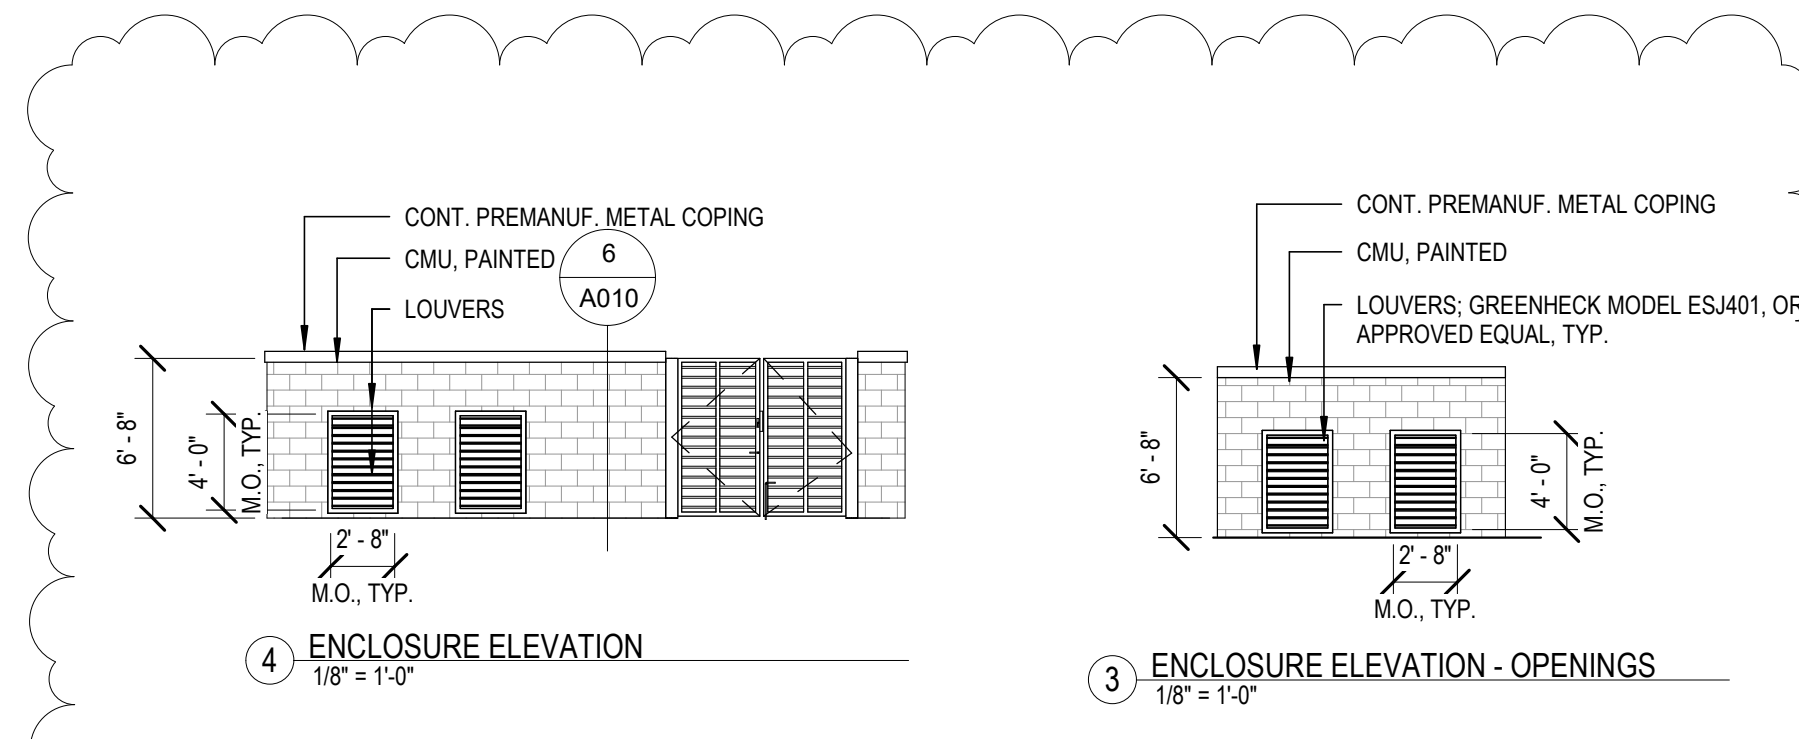 CONT. PREMANUF. METAL COPING
CMU, PAINTED
LOUVERS
6
A010
6' - 8"
4' - 0"
M.O., TYP.
2' - 8"
M.O., TYP.
4
ENCLOSURE ELEVATION
1/8" = 1'-0"
CONT. PREMANUF. METAL COPING
CMU, PAINTED
LOUVERS; GREENHECK MODEL ESJ401, OR
APPROVED EQUAL, TYP.
6' - 8"
4' - 0"
M.O., TYP.
2' - 8"
M.O., TYP.
3
ENCLOSURE ELEVATION - OPENINGS
1/8" = 1'-0"